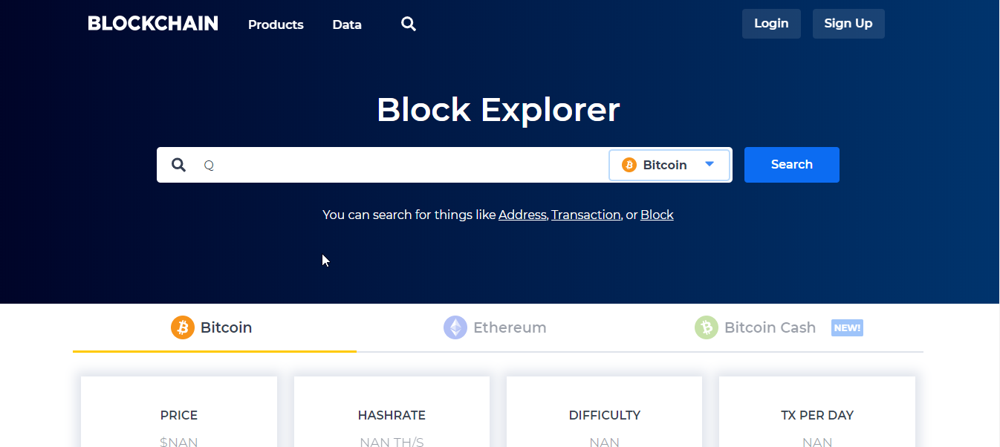 BLOCKCHAIN Products Data Login Sign Up
Block Explorer
Q Bitcoin Search
You can search for things like Address, Transaction, or Block
Bitcoin Ethereum Bitcoin Cash NEW!
PRICE HASHRATE DIFFICULTY TX PER DAY
$NAN NAN TH/S NAN NAN